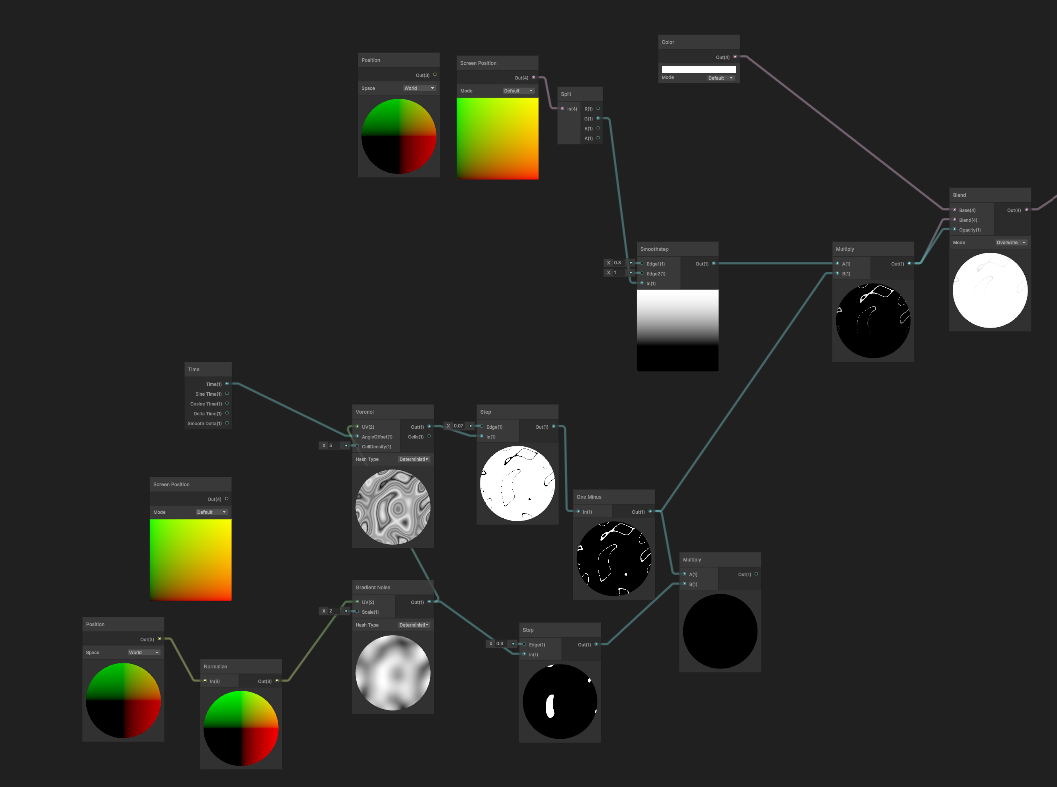 Color
Out(4)
Mode Default
Position
Out(3)
Space World
Screen Position
Out(4)
Mode Default
Split
In(4) R(1)
G(1)
B(1)
A(1)
Blend
Base(4) Out(4)
Blend(4)
Opacity(1)
Mode Overwrite
Smoothstep
X 0.8 Edge1(1) Out(1)
X 1 Edge2(1)
In(1)
Multiply
A(1) Out(1)
B(1)
Time
Time(1)
Sine Time(1)
Cosine Time(1)
Delta Time(1)
Smooth Delta(1)
Voronoi
UV(2) Out(1)
AngleOffset(1) Cells(1)
X CellDensity(1)
Hash Type Deterministi
Step
X 0.07 Edge(1) Out(1)
In(1)
Screen Position
Out(4)
Mode Default
One Minus
In(1) Out(1)
Multiply
A(1) Out(1)
B(1)
Gradient Noise
UV(2) Out(1)
X 2 Scale(1)
Hash Type Deterministi
Position
Out(3)
Space World
Step
X Edge(1) Out(1)
In(1)
Normalize
In(3) Out(3)